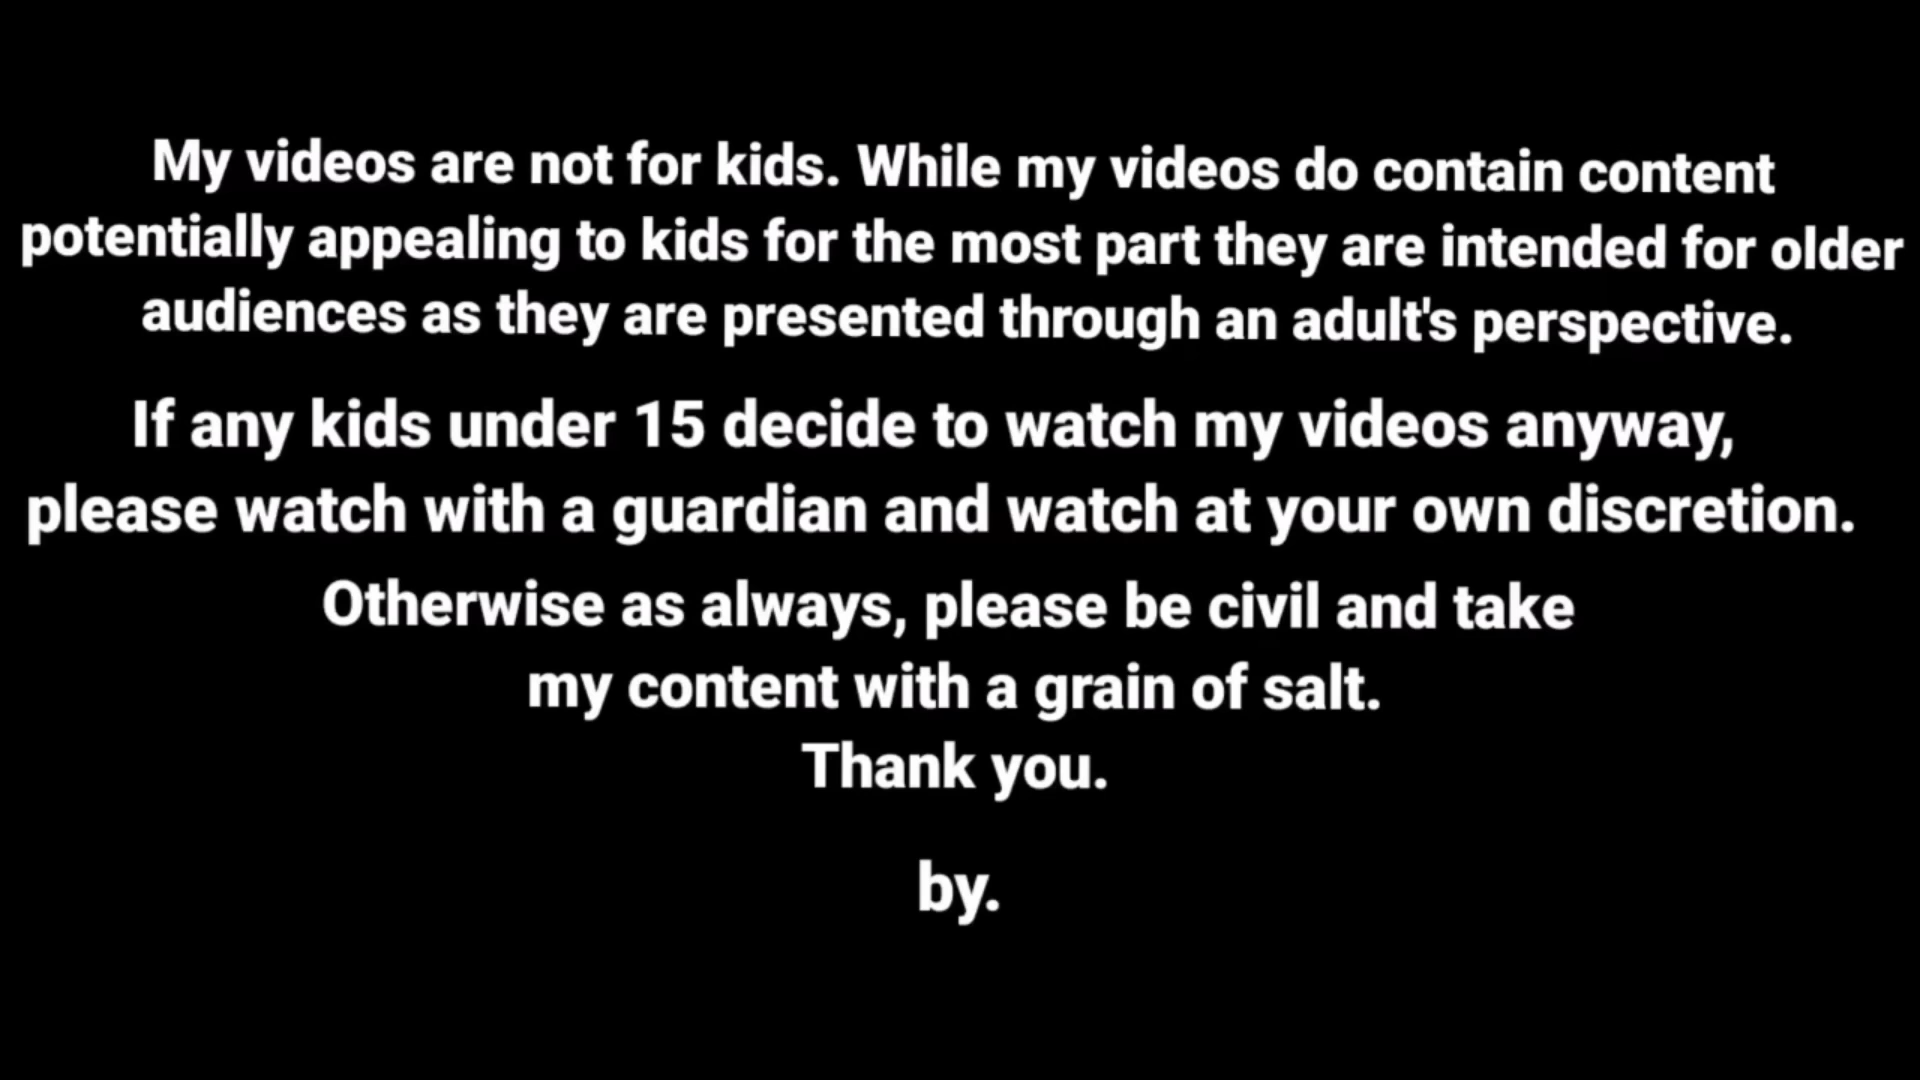 My videos are not for kids. While my videos do contain content
potentially appealing to kids for the most part they are intended for older
audiences as they are presented through an adult's perspective.
If any kids under 15 decide to watch my videos anyway,
please watch with a guardian and watch at your own discretion.
Otherwise as always, please be civil and take
my content with a grain of salt.
Thank you.
by.